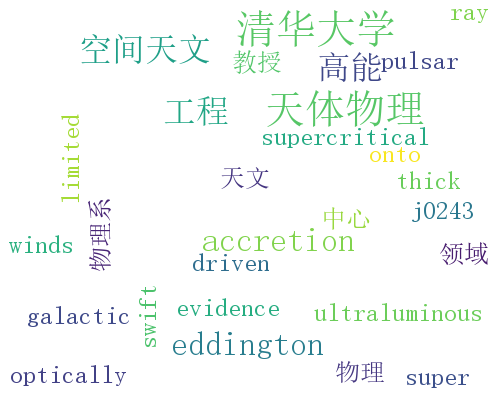 ray
清华大学
空间天文
教授
高能
pulsar
天体物理
工程
supercritical
limited
onto
天文
thick
j0243
中心
物理系
accretion
winds
领域
driven
swift
evidence
galactic
ultraluminous
eddington
optically
物理
super